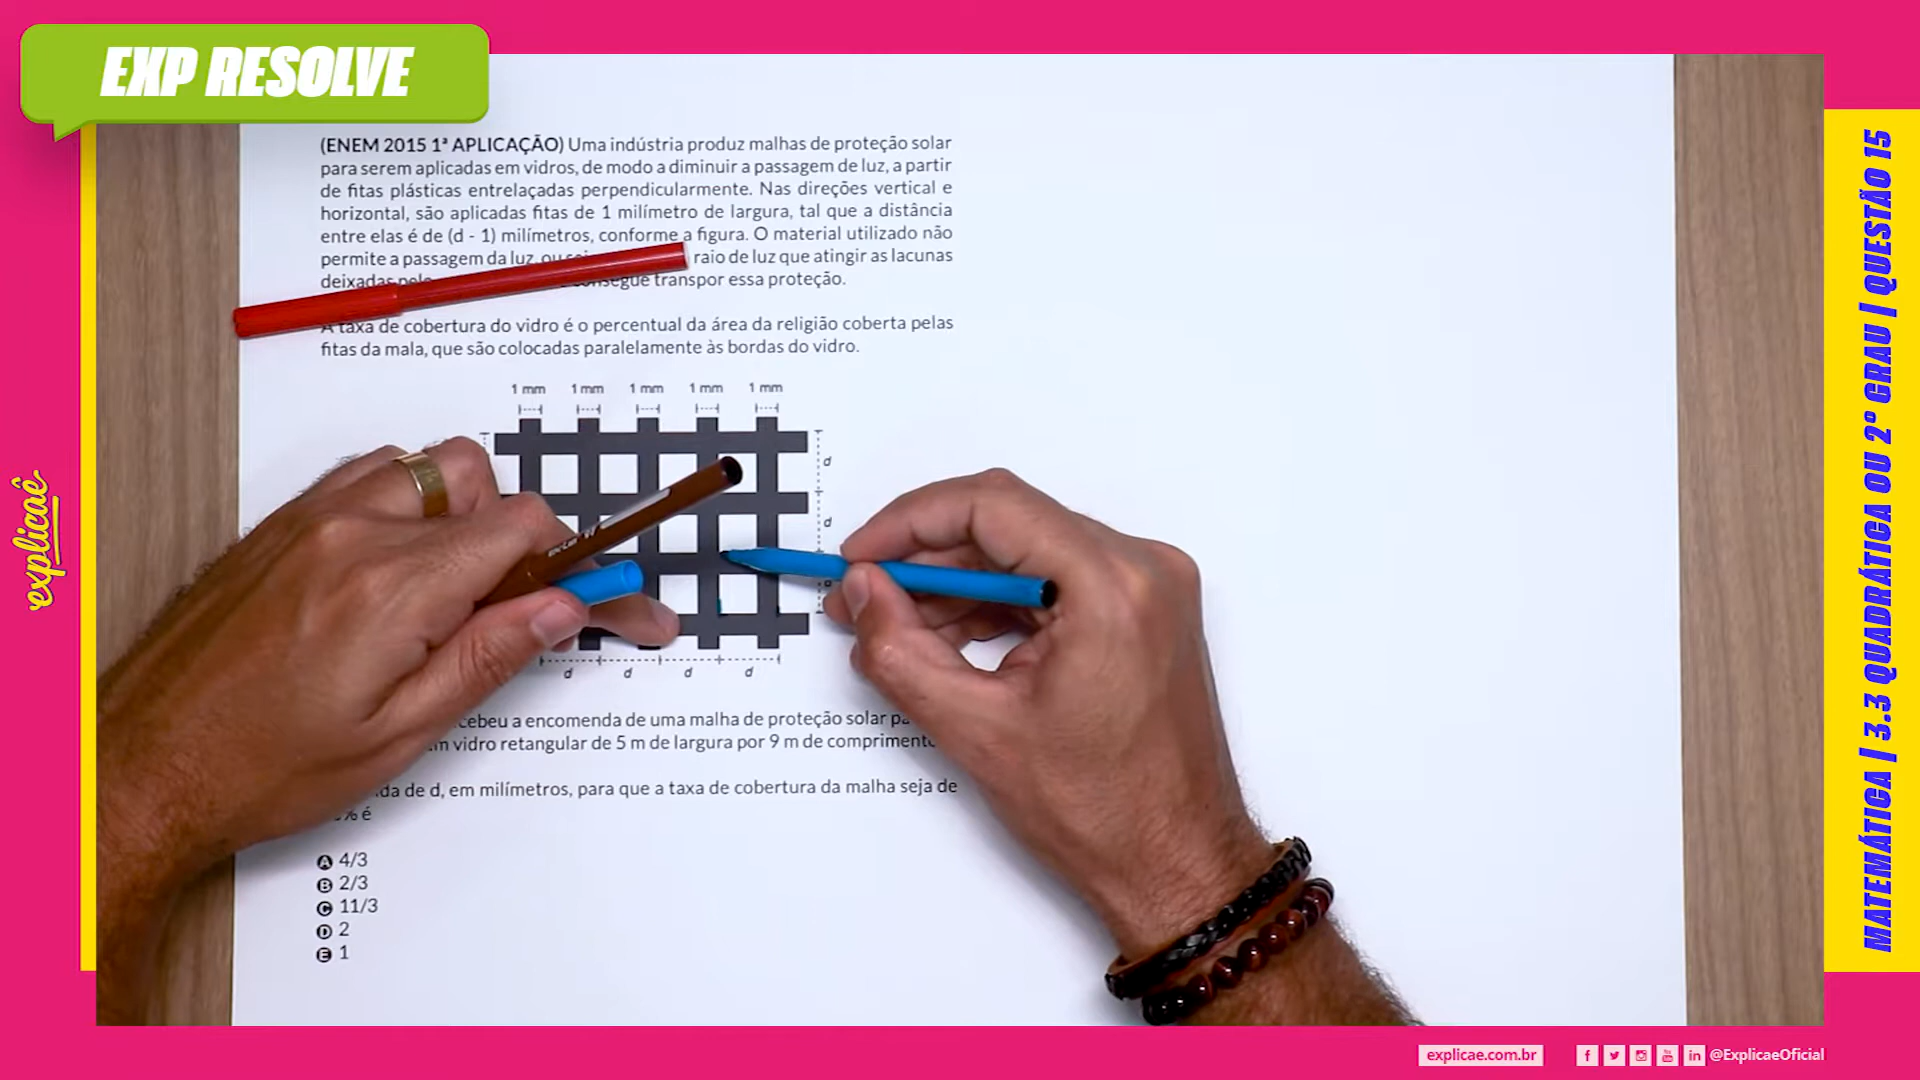 EXP RESOLVE
(ENEM 2015 1ª APLICAÇÃO) Uma indústria produz malhas de proteção solar
para serem aplicadas em vidros, de modo a diminuir a passagem de luz, a partir
de fitas plásticas entrelaçadas perpendicularmente. Nas direções vertical e
horizontal, são aplicadas fitas de 1 milímetro de largura, tal que a distância
entre elas é de (d - 1) milímetros, conforme a figura. O material utilizado não
permite a passagem da luz, ou raio de luz que atingir as lacunas
deixadas transpor essa proteção.
A taxa de cobertura do vidro é o percentual da área da religião coberta pelas
fitas da mala, que são colocadas paralelamente às bordas do vidro.
1 mm 1 mm 1 mm 1 mm 1 mm
d
d
d d d d
a encomenda de uma malha de proteção solar
vidro retangular de 5 m de largura por 9 m de comprimento
de d, em milímetros, para que a taxa de cobertura da malha seja de
% é
A 4/3
B 2/3
C 11/3
D 2
E 1
explicaê
MATEMÁTICA | 3.3 QUADRÁTICA OU 2º GRAU | QUESTÃO 15
explicae.com.br
@ExplicaeOficial